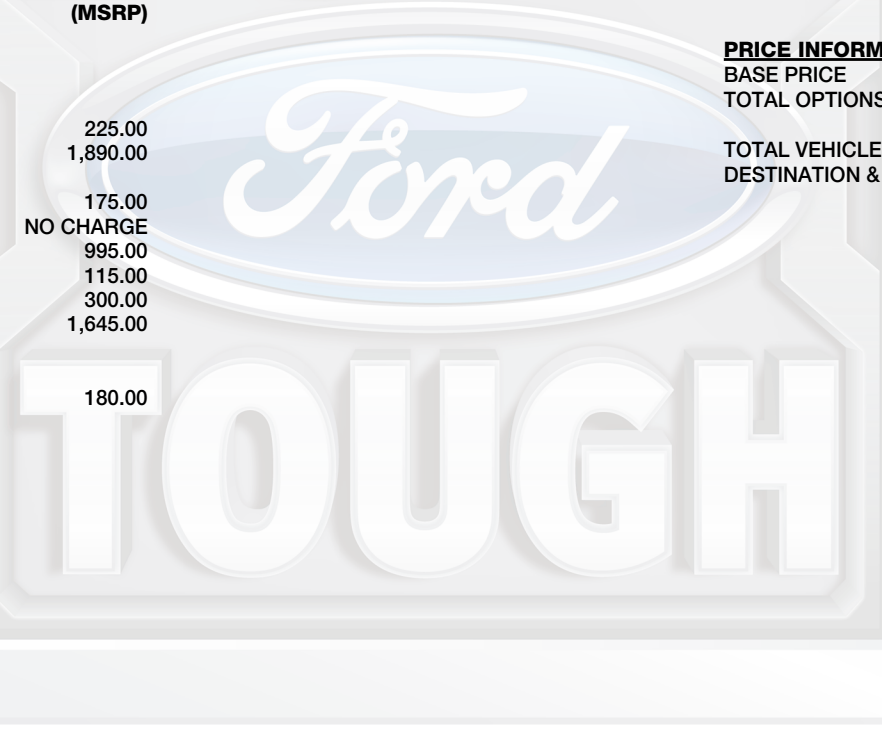 (MSRP)
225.00
1,890.00
175.00
NO CHARGE
995.00
115.00
300.00
1,645.00
180.00
PRICE INFORM
BASE PRICE
TOTAL OPTIONS
TOTAL VEHICLE
DESTINATION &
Ford
TOUGH